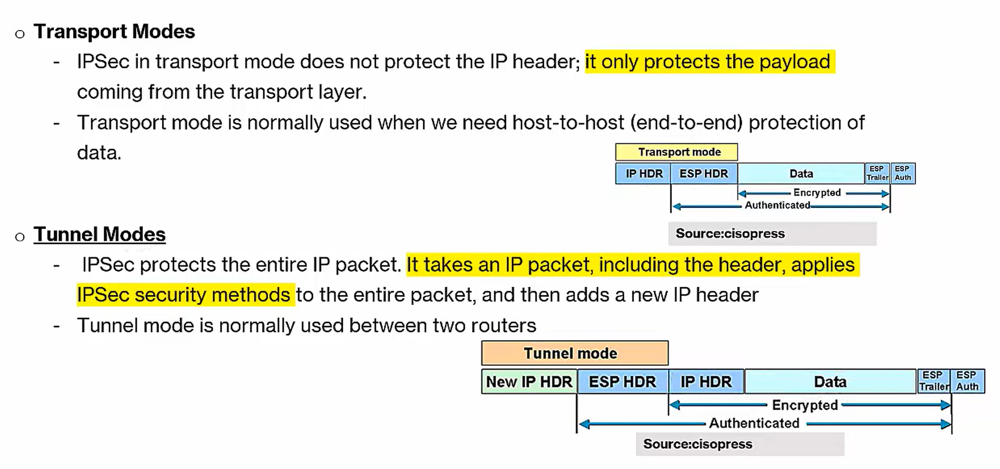 o Transport Modes
- IPSec in transport mode does not protect the IP header; it only protects the payload
coming from the transport layer.
- Transport mode is normally used when we need host-to-host (end-to-end) protection of
data.
Transport mode
IP HDR ESP HDR Data ESP Trailer ESP Auth
Encrypted
Authenticated
Source:cisopress
o Tunnel Modes
- IPSec protects the entire IP packet. It takes an IP packet, including the header, applies
IPSec security methods to the entire packet, and then adds a new IP header
- Tunnel mode is normally used between two routers
Tunnel mode
New IP HDR ESP HDR IP HDR Data ESP Trailer ESP Auth
Encrypted
Authenticated
Source:cisopress